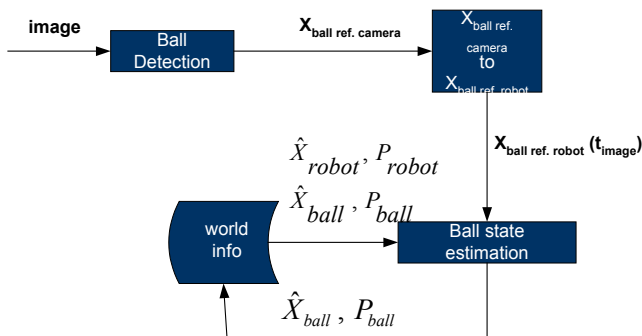 image
Ball
Detection
X ball ref. camera
X ball ref.
camera
to
X ball ref. robot
X ball ref. robot (t image)
X̂ robot, P robot
X̂ ball , P ball
world
info
Ball state
estimation
X̂ ball , P ball